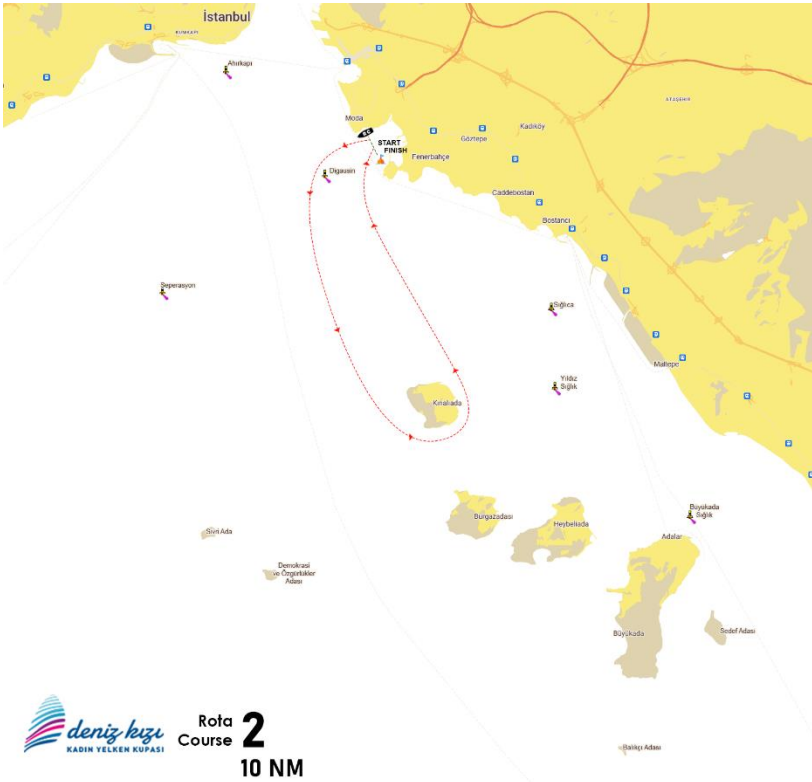 İstanbul
KUMKAPI
Ahırkapı
ATAŞEHİR
Moda
RC
START
FINISH
Kadıköy
Göztepe
Fenerbahçe
Digausin
Caddebostan
Bostancı
Seperasyon
Sığlıca
Maltepe
Yıldız
Sığlık
Kınalıada
Burgazadası
Heybeliada
Büyükada
Sığlık
Adalar
Sivri Ada
Demokrasi
ve Özgürlükler
Adası
Büyükada
Sedef Adası
Balıkçı Adası
deniz kızı
KADIN YELKEN KUPASI
Rota
Course 2
10 NM